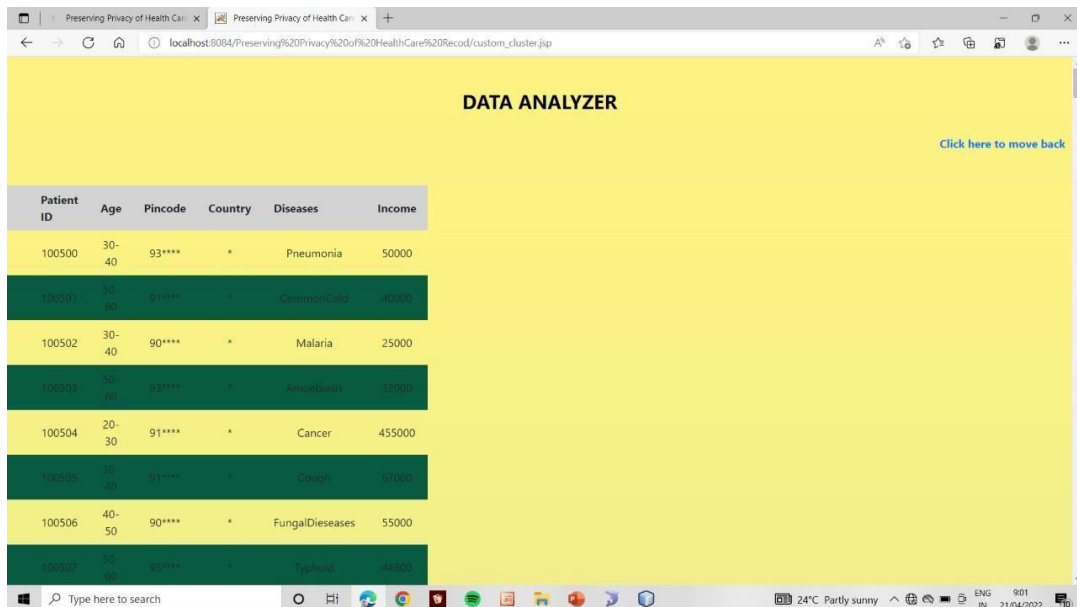 Preserving Privacy of Health Car
Preserving Privacy of Health Car
localhost:8084/Preserving%20Privacy%20of%20HealthCare%20Recod/custom_cluster.jsp
DATA ANALYZER
Click here to move back
Patient ID Age Pincode Country Diseases Income
100500 30-40 93**** * Pneumonia 50000
100501 50-60 91**** * CommonCold 40000
100502 30-40 90**** * Malaria 25000
100503 50-60 93**** * Amoebiasis 32000
100504 20-30 91**** * Cancer 455000
100505 30-40 91**** * Cough 67000
100506 40-50 90**** * FungalDieseases 55000
100507 50-60 95**** * Typhoid 44600
Type here to search
24°C Partly sunny
ENG
IN
9:01
21/04/2022